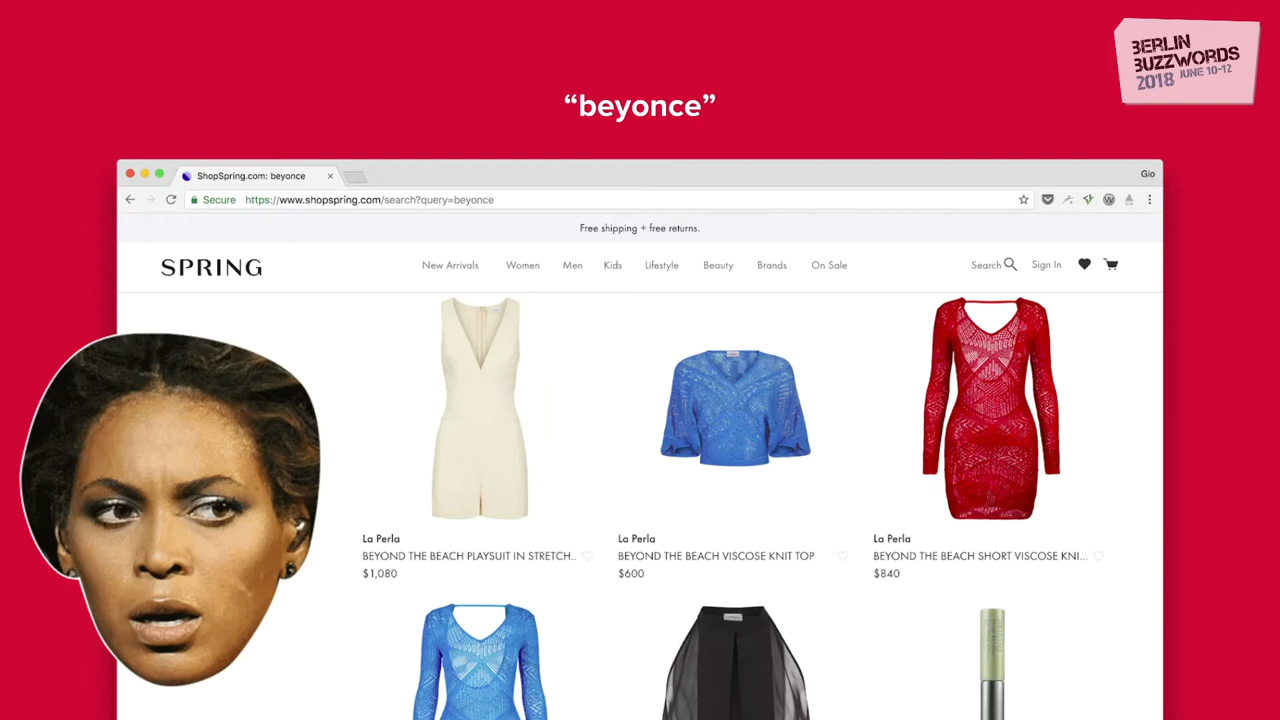 BERLIN
BUZZWORDS
2018 JUNE 10-12
“beyonce”
ShopSpring.com: beyonce
Gio
Secure https://www.shopspring.com/search?query=beyonce
Free shipping + free returns.
SPRING New Arrivals Women Men Kids Lifestyle Beauty Brands On Sale Search Sign In
La Perla
BEYOND THE BEACH PLAYSUIT IN STRETCH..
$1,080
La Perla
BEYOND THE BEACH VISCOSE KNIT TOP
$600
La Perla
BEYOND THE BEACH SHORT VISCOSE KNI...
$840